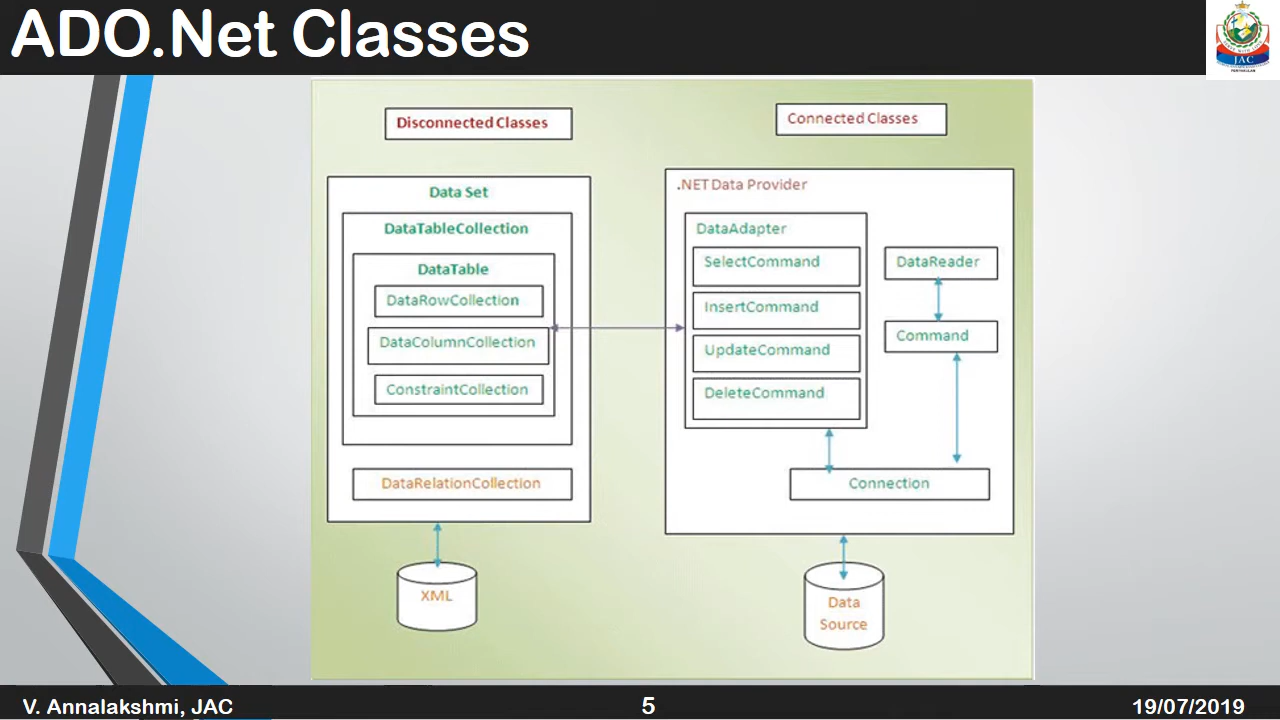 ADO.Net Classes
JAC
Disconnected Classes
Connected Classes
Data Set
DataTableCollection
DataTable
DataRowCollection
DataColumnCollection
ConstraintCollection
DataRelationCollection
XML
.NET Data Provider
DataAdapter
SelectCommand
InsertCommand
UpdateCommand
DeleteCommand
DataReader
Command
Connection
Data
Source
V. Annalakshmi, JAC
5
19/07/2019